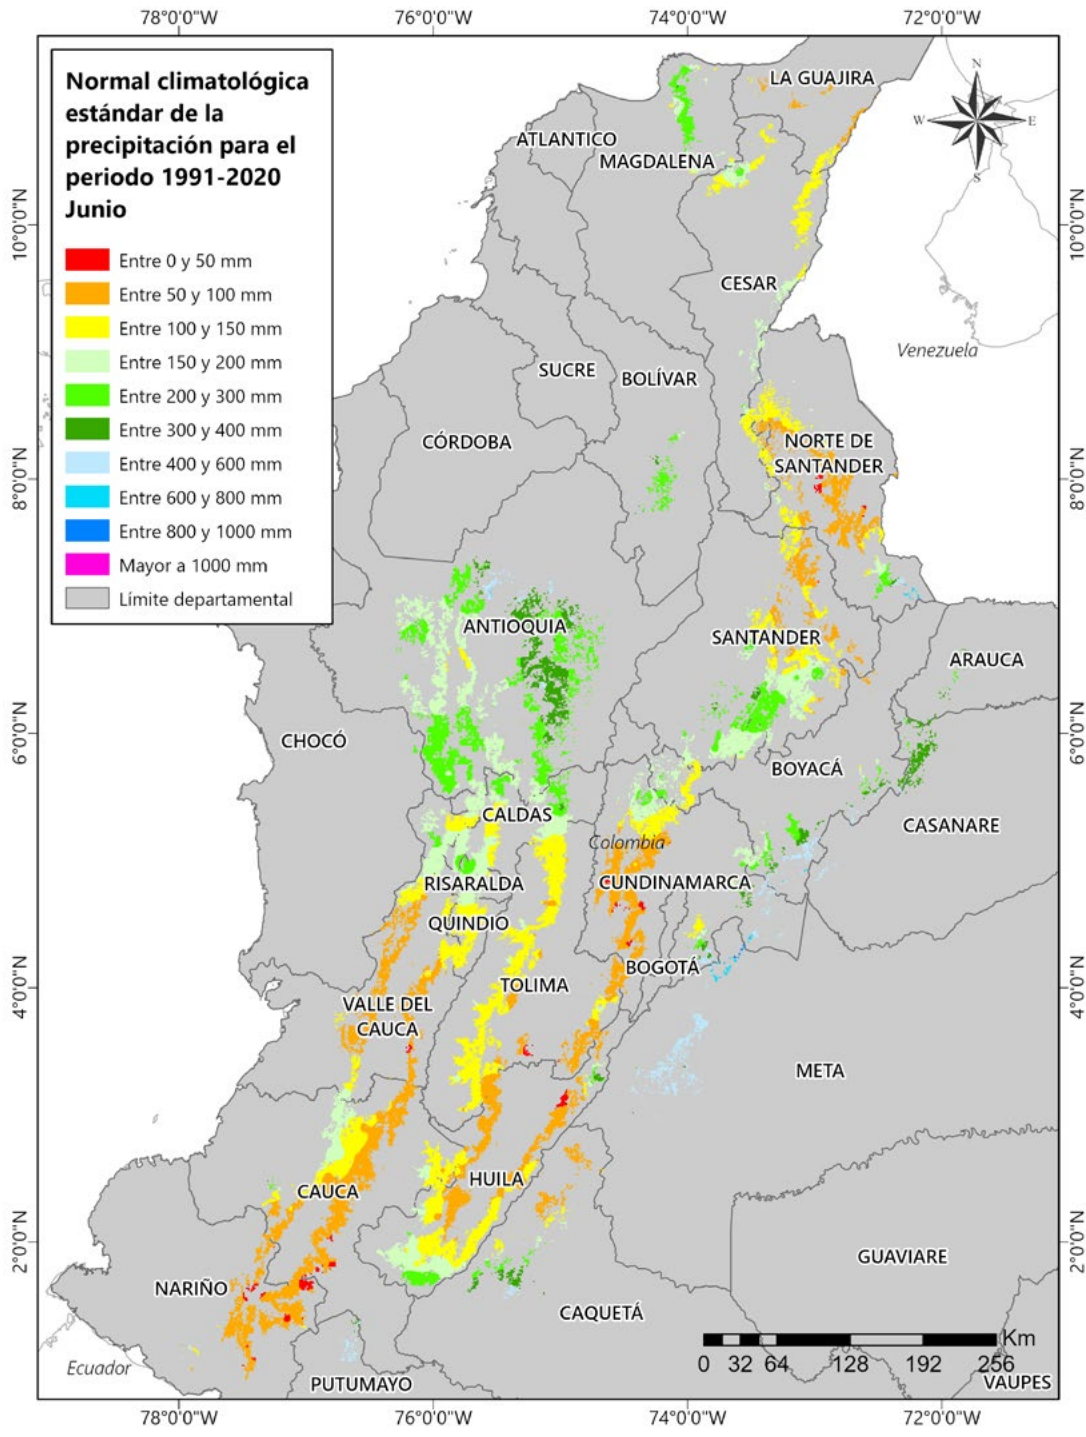 78°0'0"W 76°0'0"W 74°0'0"W 72°0'0"W
Normal climatológica
estándar de la
precipitación para el
periodo 1991-2020
Junio
Entre 0 y 50 mm
Entre 50 y 100 mm
Entre 100 y 150 mm
Entre 150 y 200 mm
Entre 200 y 300 mm
Entre 300 y 400 mm
Entre 400 y 600 mm
Entre 600 y 800 mm
Entre 800 y 1000 mm
Mayor a 1000 mm
Límite departamental
N
W E
S
10°0'0"N
8°0'0"N
6°0'0"N
4°0'0"N
2°0'0"N
10°0'0"N
8°0'0"N
6°0'0"N
4°0'0"N
2°0'0"N
LA GUAJIRA
ATLANTICO
MAGDALENA
CESAR
Venezuela
SUCRE
BOLÍVAR
CÓRDOBA
NORTE DE
SANTANDER
ANTIOQUIA
SANTANDER
ARAUCA
CHOCÓ
BOYACÁ
CALDAS
CASANARE
Colombia
RISARALDA
CUNDINAMARCA
QUINDIO
BOGOTÁ
TOLIMA
VALLE DEL
CAUCA
META
HUILA
CAUCA
GUAVIARE
NARIÑO
CAQUETÁ
Km
0 32 64 128 192 256
Ecuador
PUTUMAYO
VAUPES
78°0'0"W 76°0'0"W 74°0'0"W 72°0'0"W